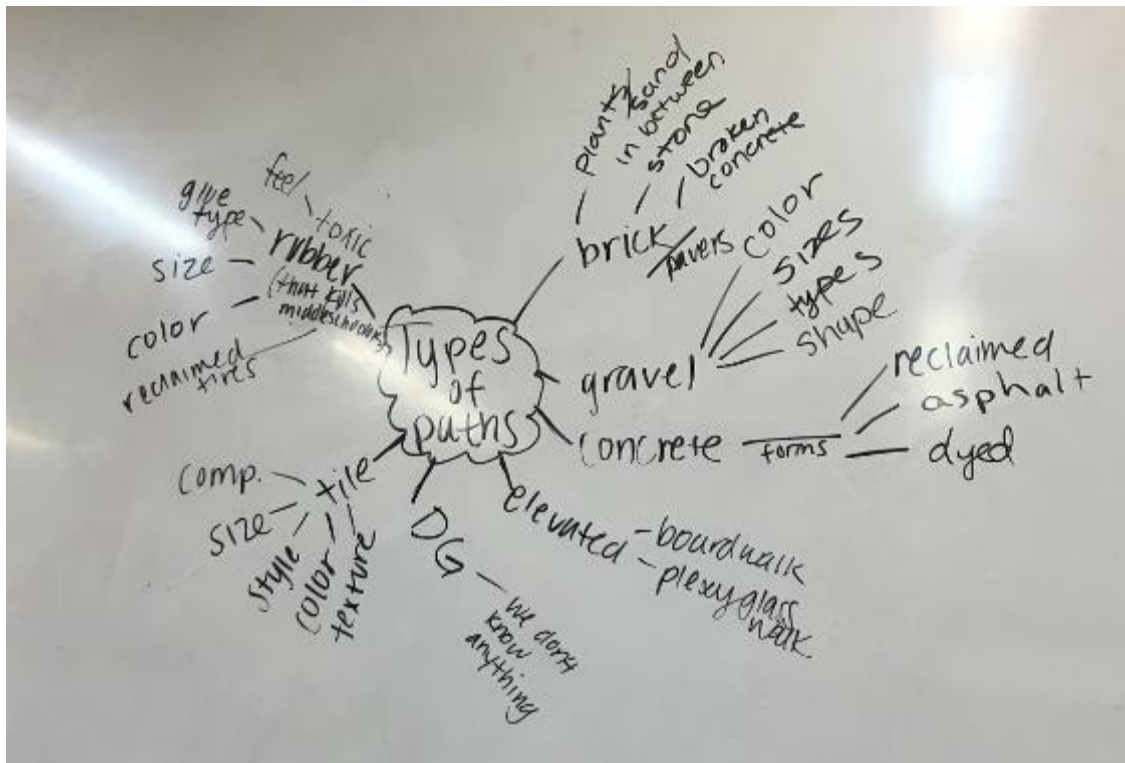 Types
of
paths
brick/pavers
plants/sand
in between
stone
broken
concrete
gravel
color
sizes
types
shape
concrete
forms
reclaimed
asphalt
dyed
elevated
-boardwalk
-plexyglass
walk.
DG
we don't
know
anything
tile
comp.
size
style
color
texture
rubber
(that kills
feel
toxic
glue
type
size
color
reclaimed
tires